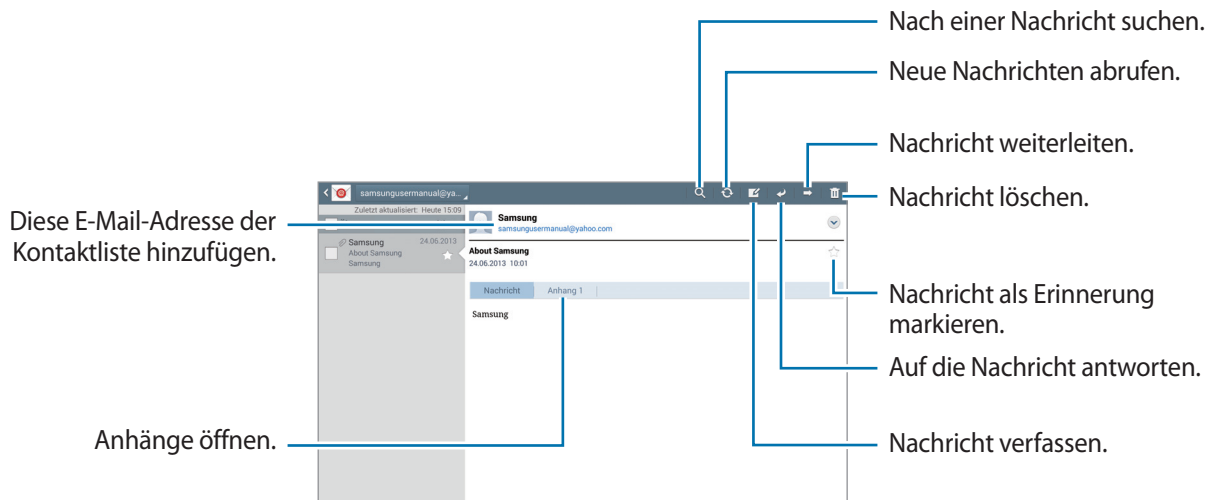 Nach einer Nachricht suchen.
Neue Nachrichten abrufen.
Nachricht weiterleiten.
Nachricht löschen.
Diese E-Mail-Adresse der
Kontaktliste hinzufügen.
samsungusermanual@ya...
Zuletzt aktualisiert: Heute 15:09
Samsung
24.06.2013
About Samsung
Samsung
Samsung
samsungusermanual@yahoo.com
About Samsung
24.06.2013 10:01
Nachricht
Anhang 1
Samsung
Nachricht als Erinnerung
markieren.
Auf die Nachricht antworten.
Anhänge öffnen.
Nachricht verfassen.